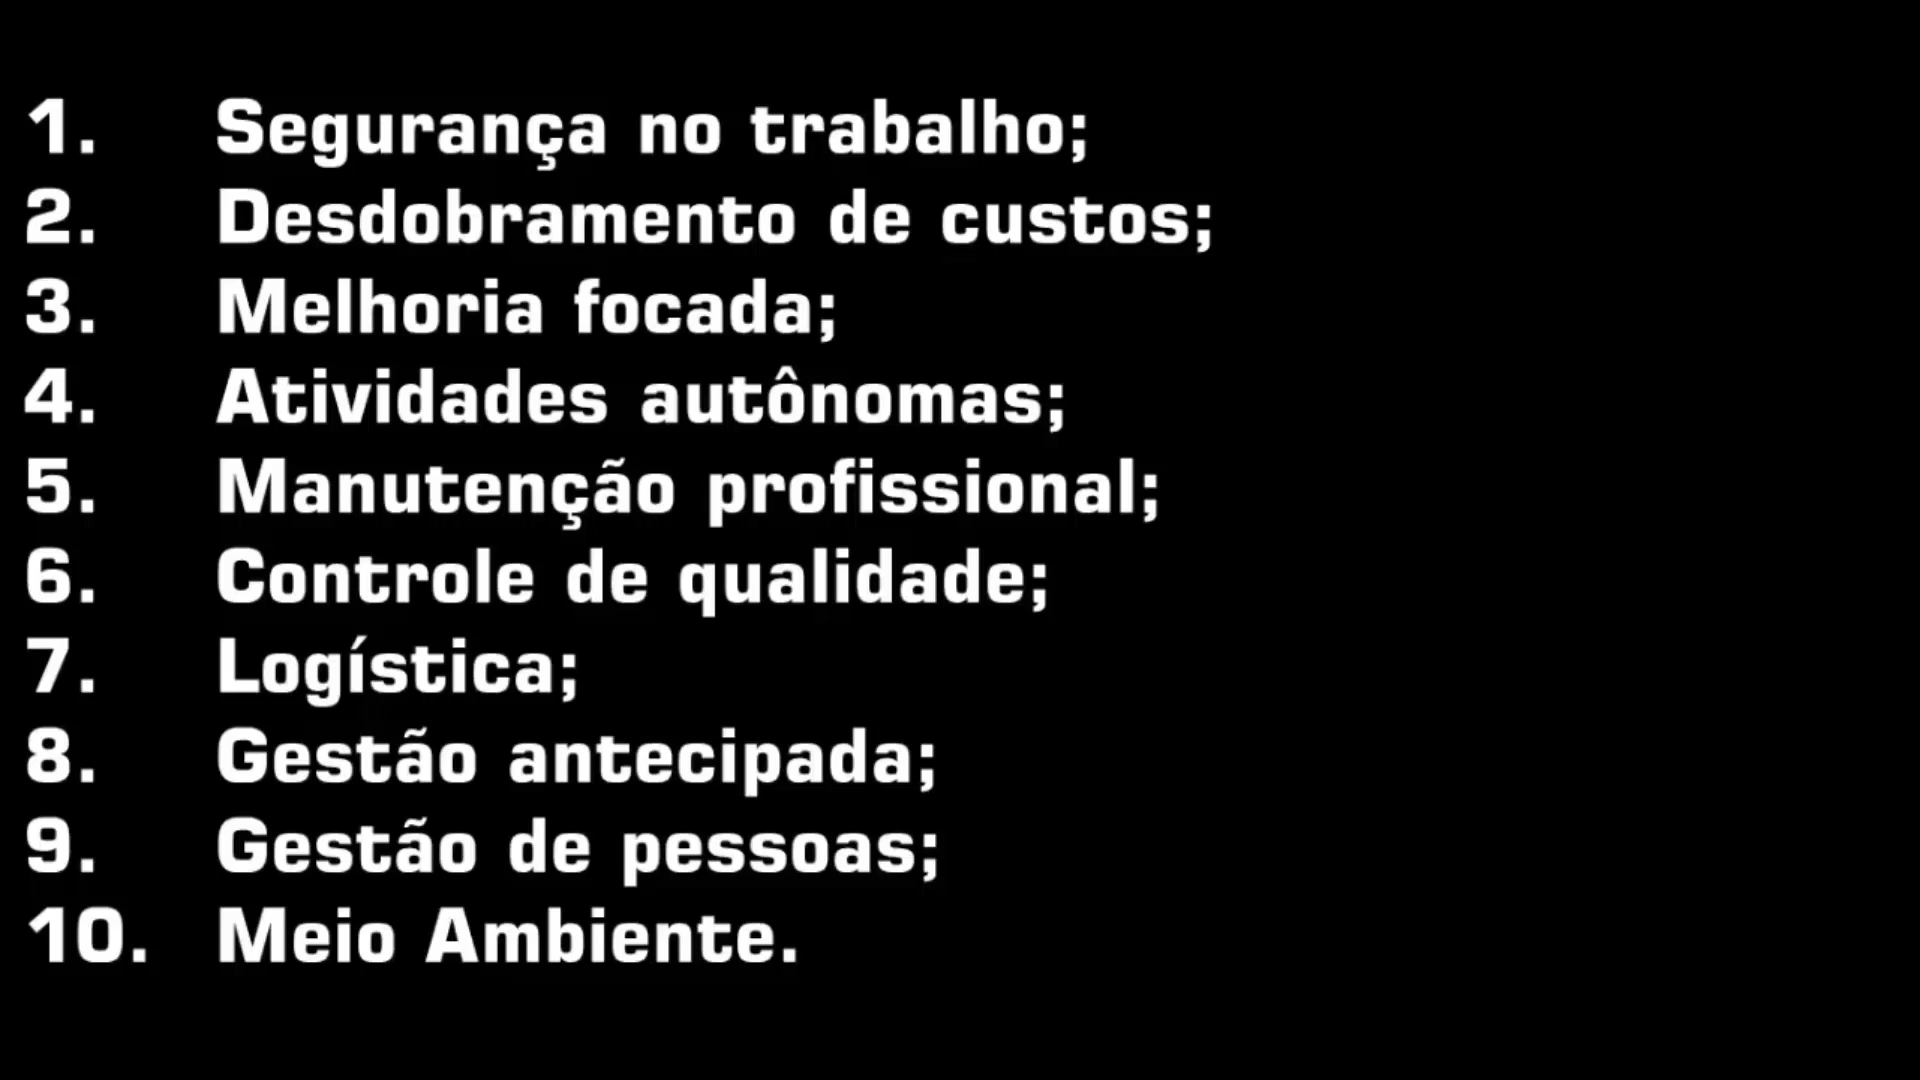 1. Segurança no trabalho;
2. Desdobramento de custos;
3. Melhoria focada;
4. Atividades autônomas;
5. Manutenção profissional;
6. Controle de qualidade;
7. Logística;
8. Gestão antecipada;
9. Gestão de pessoas;
10. Meio Ambiente.